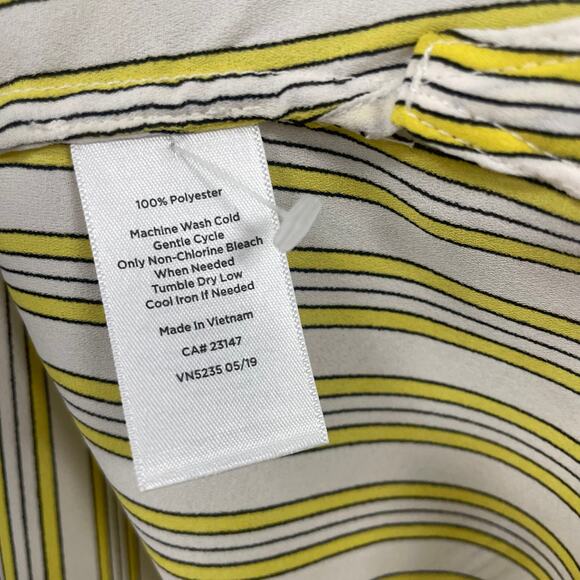 100% Polyester
Machine Wash Cold
Gentle Cycle
Only Non-Chlorine Bleach
When Needed
Tumble Dry Low
Cool Iron If Needed
Made In Vietnam
CA# 23147
VN5235 05/19